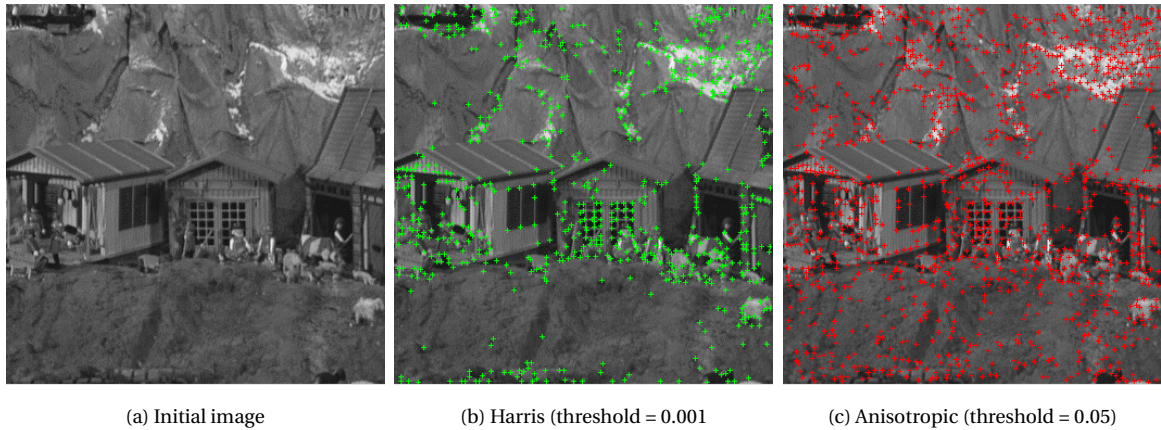 (a) Initial image
(b) Harris (threshold = 0.001
(c) Anisotropic (threshold = 0.05)